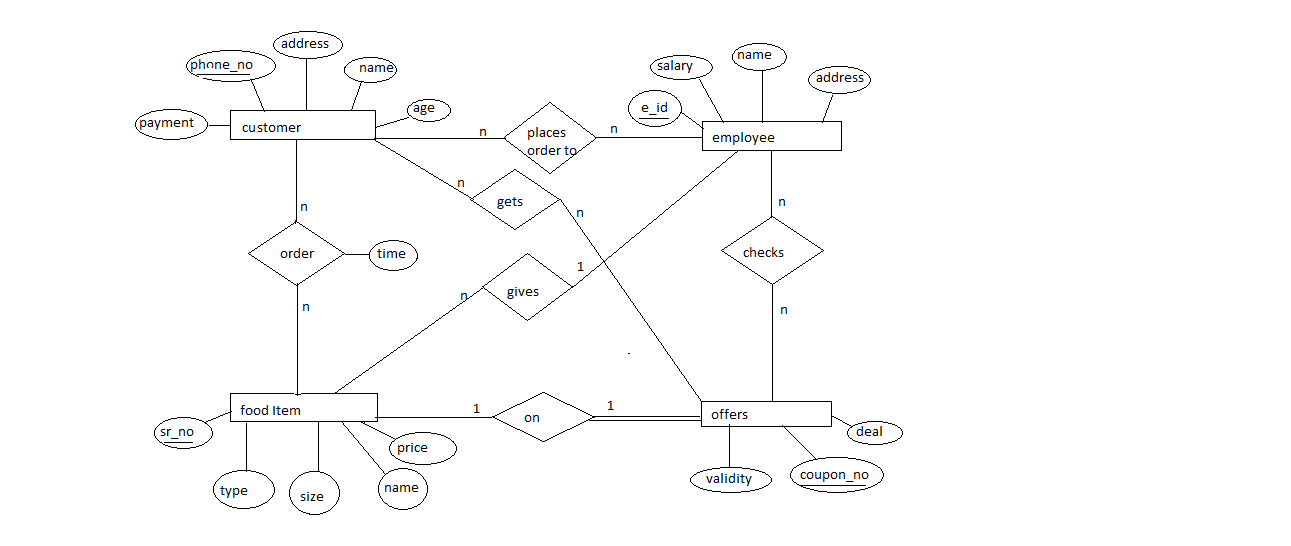 address
name
phone_no
name
salary
address
age
e_id
payment
customer
n
places
order to
n
employee
n
gets
n
n
n
order
time
checks
1
n
gives
n
n
food Item
1
on
1
offers
sr_no
price
deal
type
size
name
validity
coupon_no